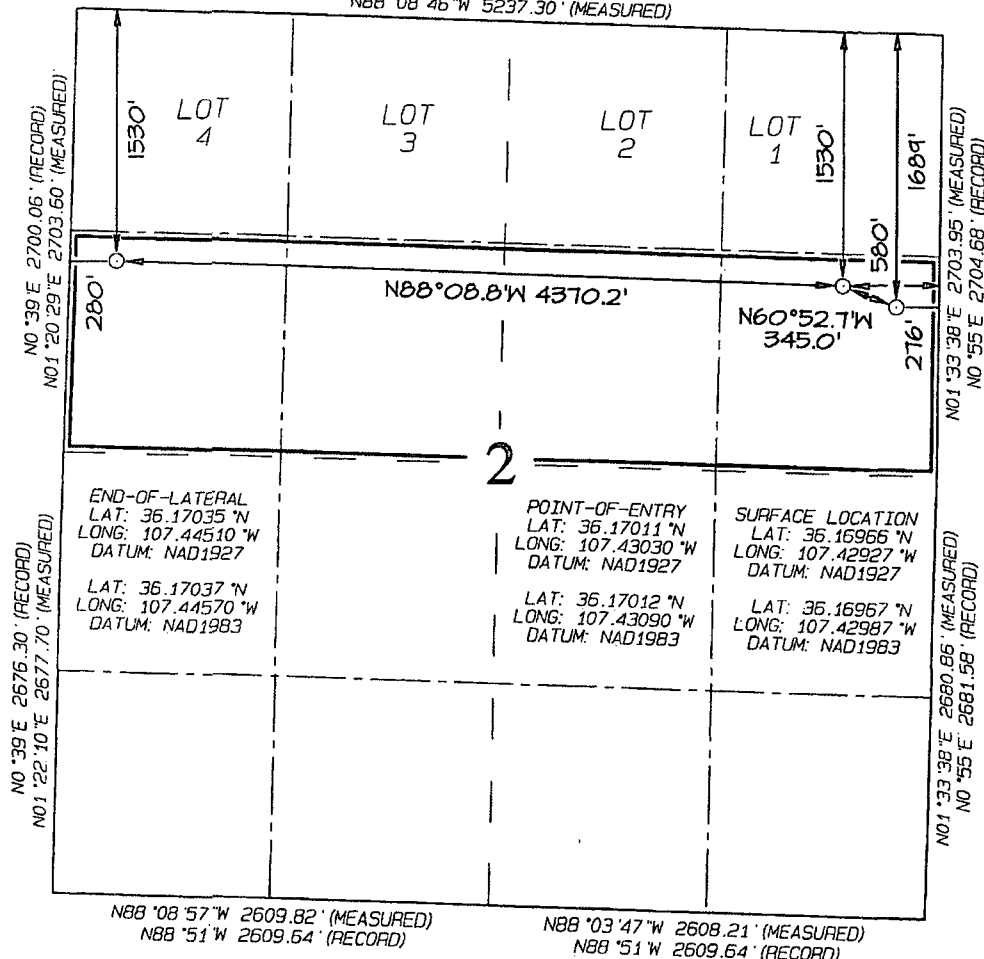 N88°08'46"W 5237.30' (MEASURED)
LOT
4
LOT
3
LOT
2
LOT
1
1530'
1530'
1689'
580'
280'
276'
N88°08.8'W 4370.2'
N60°52.7'W
345.0'
N0°39'E 2700.06' (RECORD)
N01°20'29"E 2703.60' (MEASURED)
N01°33'38"E 2703.95' (MEASURED)
N0°55'E 2704.68' (RECORD)
2
END-OF-LATERAL
LAT: 36.17035°N
LONG: 107.44510°W
DATUM: NAD1927
LAT: 36.17037°N
LONG: 107.44570°W
DATUM: NAD1983
POINT-OF-ENTRY
LAT: 36.17011°N
LONG: 107.43030°W
DATUM: NAD1927
LAT: 36.17012°N
LONG: 107.43090°W
DATUM: NAD1983
SURFACE LOCATION
LAT: 36.16966°N
LONG: 107.42927°W
DATUM: NAD1927
LAT: 36.16967°N
LONG: 107.42987°W
DATUM: NAD1983
N0°39'E 2676.30' (RECORD)
N01°22'10"E 2677.70' (MEASURED)
N01°33'38"E 2680.86' (MEASURED)
N0°55'E 2681.58' (RECORD)
N88°08'57"W 2609.82' (MEASURED)
N88°51'W 2609.64' (RECORD)
N88°03'47"W 2608.21' (MEASURED)
N88°51'W 2609.64' (RECORD)